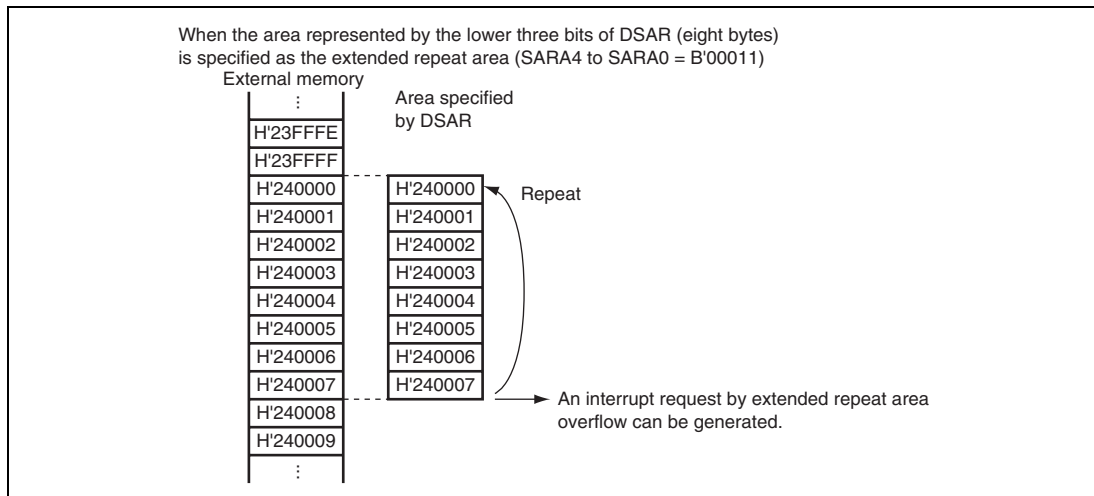 When the area represented by the lower three bits of DSAR (eight bytes)
is specified as the extended repeat area (SARA4 to SARA0 = B'00011)
External memory
⋮
Area specified
by DSAR
H'23FFFE
H'23FFFF
H'240000
H'240001
H'240002
H'240003
H'240004
H'240005
H'240006
H'240007
H'240008
H'240009
⋮
H'240000
H'240001
H'240002
H'240003
H'240004
H'240005
H'240006
H'240007
Repeat
An interrupt request by extended repeat area
overflow can be generated.